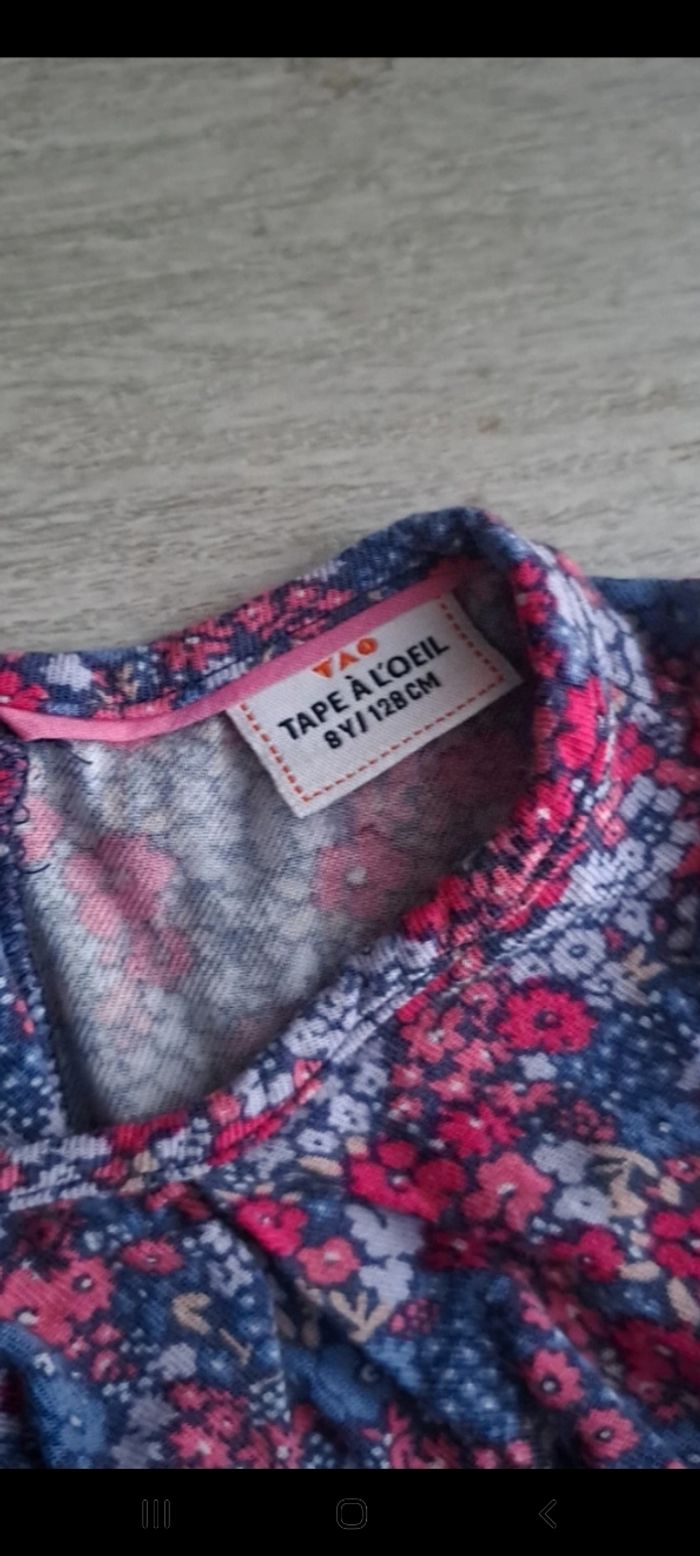 TAO
TAPE À L'OEIL
8Y/128CM